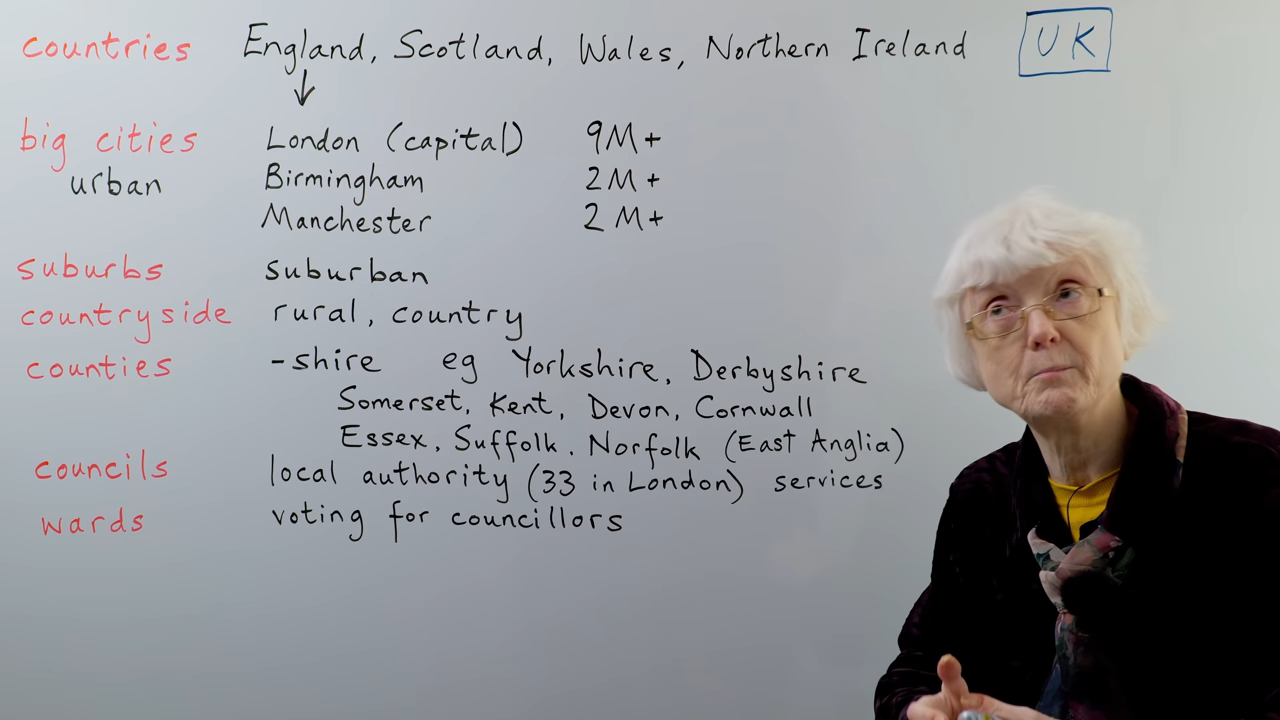 countries England, Scotland, Wales, Northern Ireland UK
big cities London (capital) 9M+
urban Birmingham 2M+
Manchester 2M+
suburbs suburban
countryside rural, country
counties -shire eg Yorkshire, Derbyshire
Somerset, Kent, Devon, Cornwall
Essex, Suffolk, Norfolk (East Anglia)
councils local authority (33 in London) services
wards voting for councillors